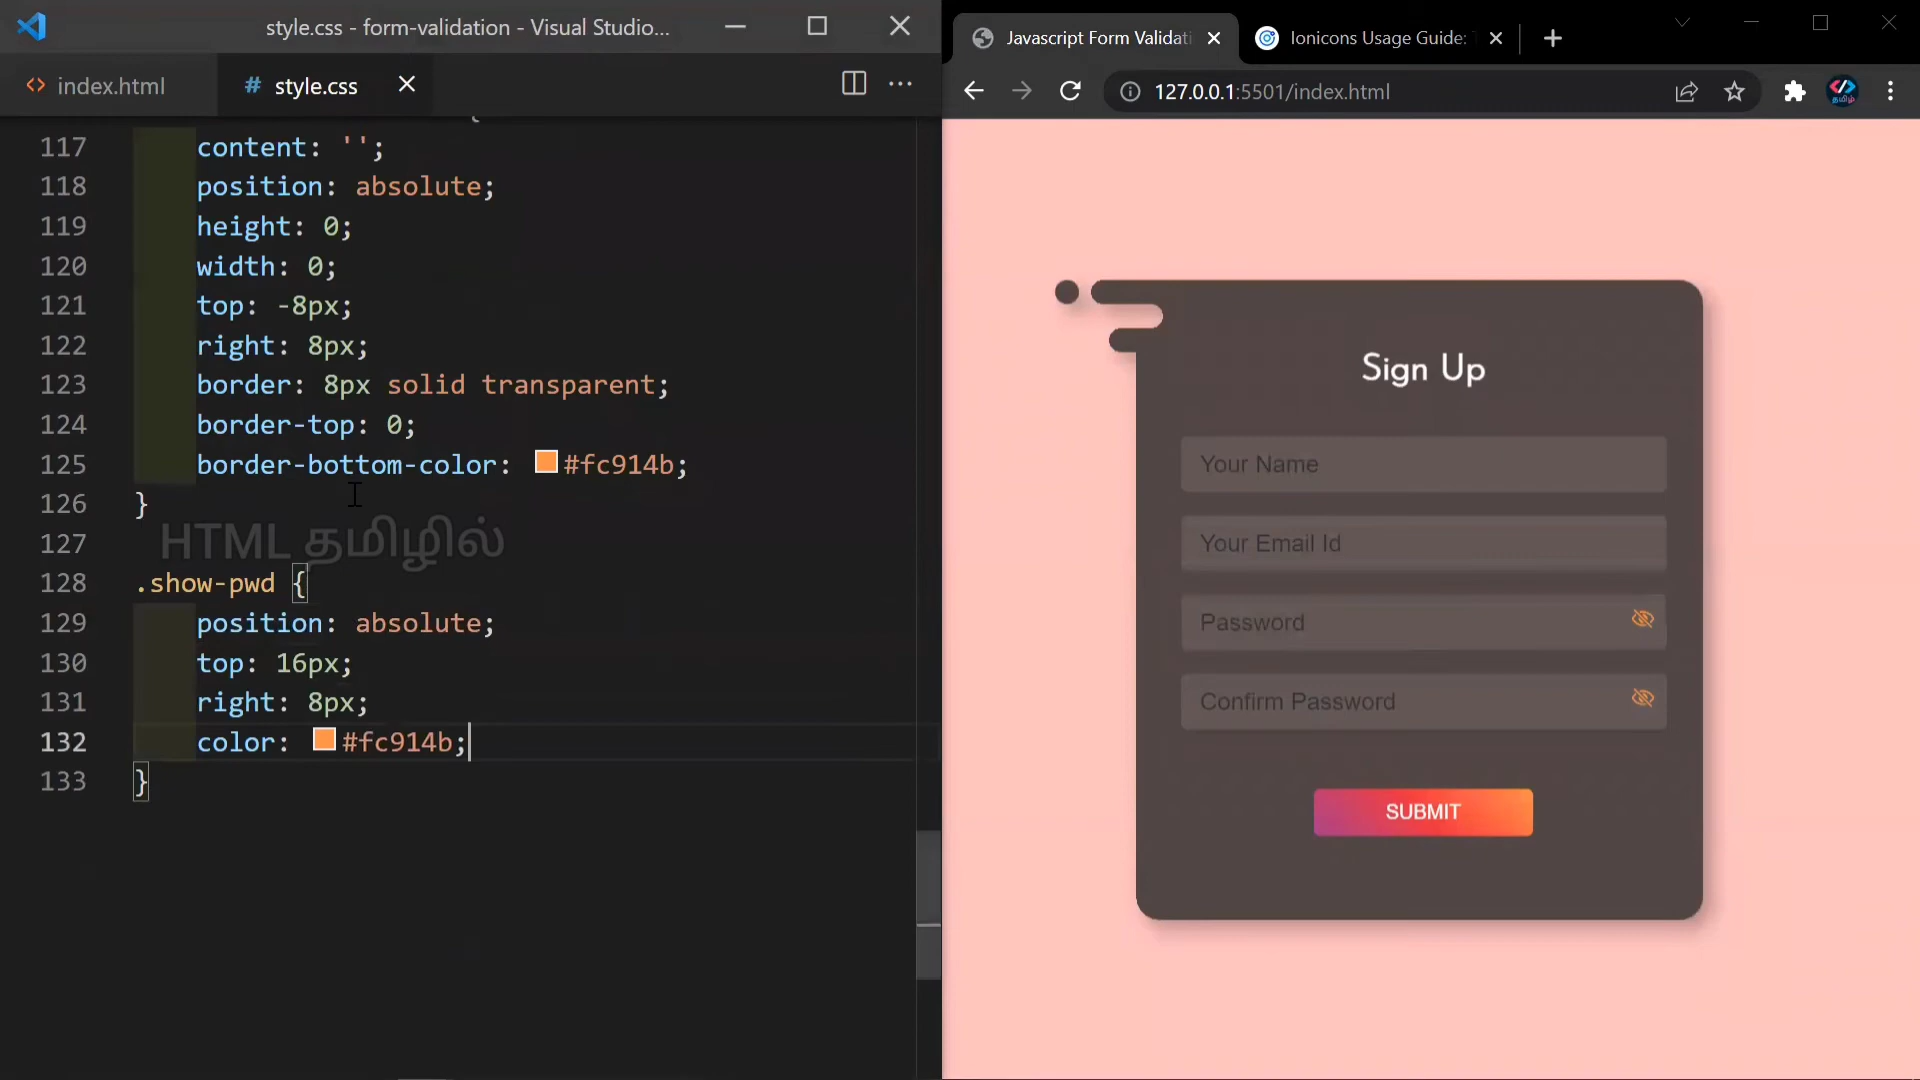 style.css - form-validation - Visual Studio...
index.html
# style.css
117 content: '';
118 position: absolute;
119 height: 0;
120 width: 0;
121 top: -8px;
122 right: 8px;
123 border: 8px solid transparent;
124 border-top: 0;
125 border-bottom-color: #fc914b;
126 }
127
HTML தமிழில்
128 .show-pwd {
129 position: absolute;
130 top: 16px;
131 right: 8px;
132 color: #fc914b;
133 }
Javascript Form Validati
Ionicons Usage Guide:
127.0.0.1:5501/index.html
தமிழ்
Sign Up
Your Name
Your Email Id
Password
Confirm Password
SUBMIT